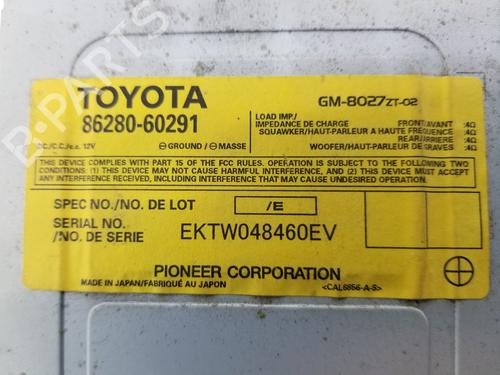 TOYOTA
86280-60291
GM-8027ZT-02
LOAD IMP./
IMPEDANCE DE CHARGE FRONT/AVANT :4Ω
SQUAWKER/HAUT-PARLEUR A HAUTE FRÉQUENCE :4Ω
REAR/ARRIÈRE :4Ω
WOOFER/HAUT-PARLEUR DE GRAVES :4Ω
DC/C.C./c.c. 12V ⊖ GROUND/⊖ MASSE
THIS DEVICE COMPLIES WITH PART 15 OF THE FCC RULES. OPERATION IS SUBJECT TO THE FOLLOWING TWO
CONDITIONS: (1) THIS DEVICE MAY NOT CAUSE HARMFUL INTERFERENCE, AND (2) THIS DEVICE MUST ACCEPT
ANY INTERFERENCE RECEIVED, INCLUDING INTERFERENCE THAT MAY CAUSE UNDESIRED OPERATION.
SPEC NO./NO. DE LOT /E
SERIAL NO.
/NO. DE SÉRIE EKTW048460EV
PIONEER CORPORATION
MADE IN JAPAN/FABRIQUÉ AU JAPON
<CAL6856-A-S>
B-PARTS